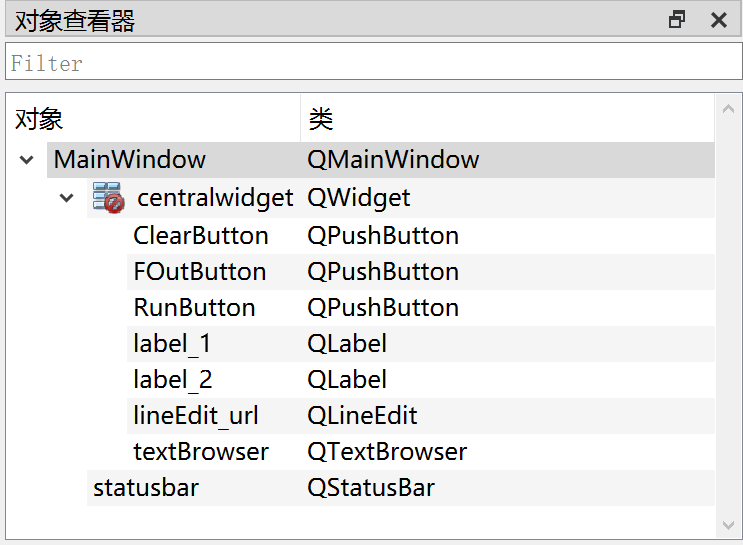 对象查看器
Filter
对象 类
MainWindow QMainWindow
centralwidget QWidget
ClearButton QPushButton
FOutButton QPushButton
RunButton QPushButton
label_1 QLabel
label_2 QLabel
lineEdit_url QLineEdit
textBrowser QTextBrowser
statusbar QStatusBar